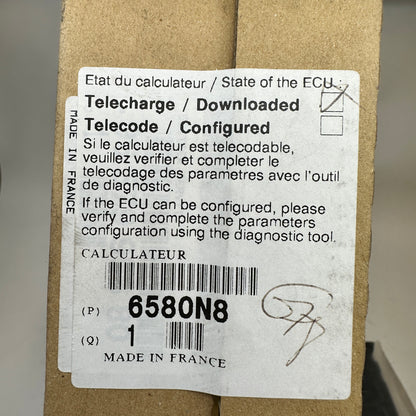 Etat du calculateur / State of the ECU :
Telecharge / Downloaded
Telecode / Configured
Si le calculateur est telecodable,
veuillez verifier et completer le
telecodage des parametres avec l'outil
de diagnostic.
If the ECU can be configured, please
verify and complete the parameters
configuration using the diagnostic tool.
CALCULATEUR
(P) 6580N8
(Q) 1
MADE IN FRANCE
MADE IN FRANCE